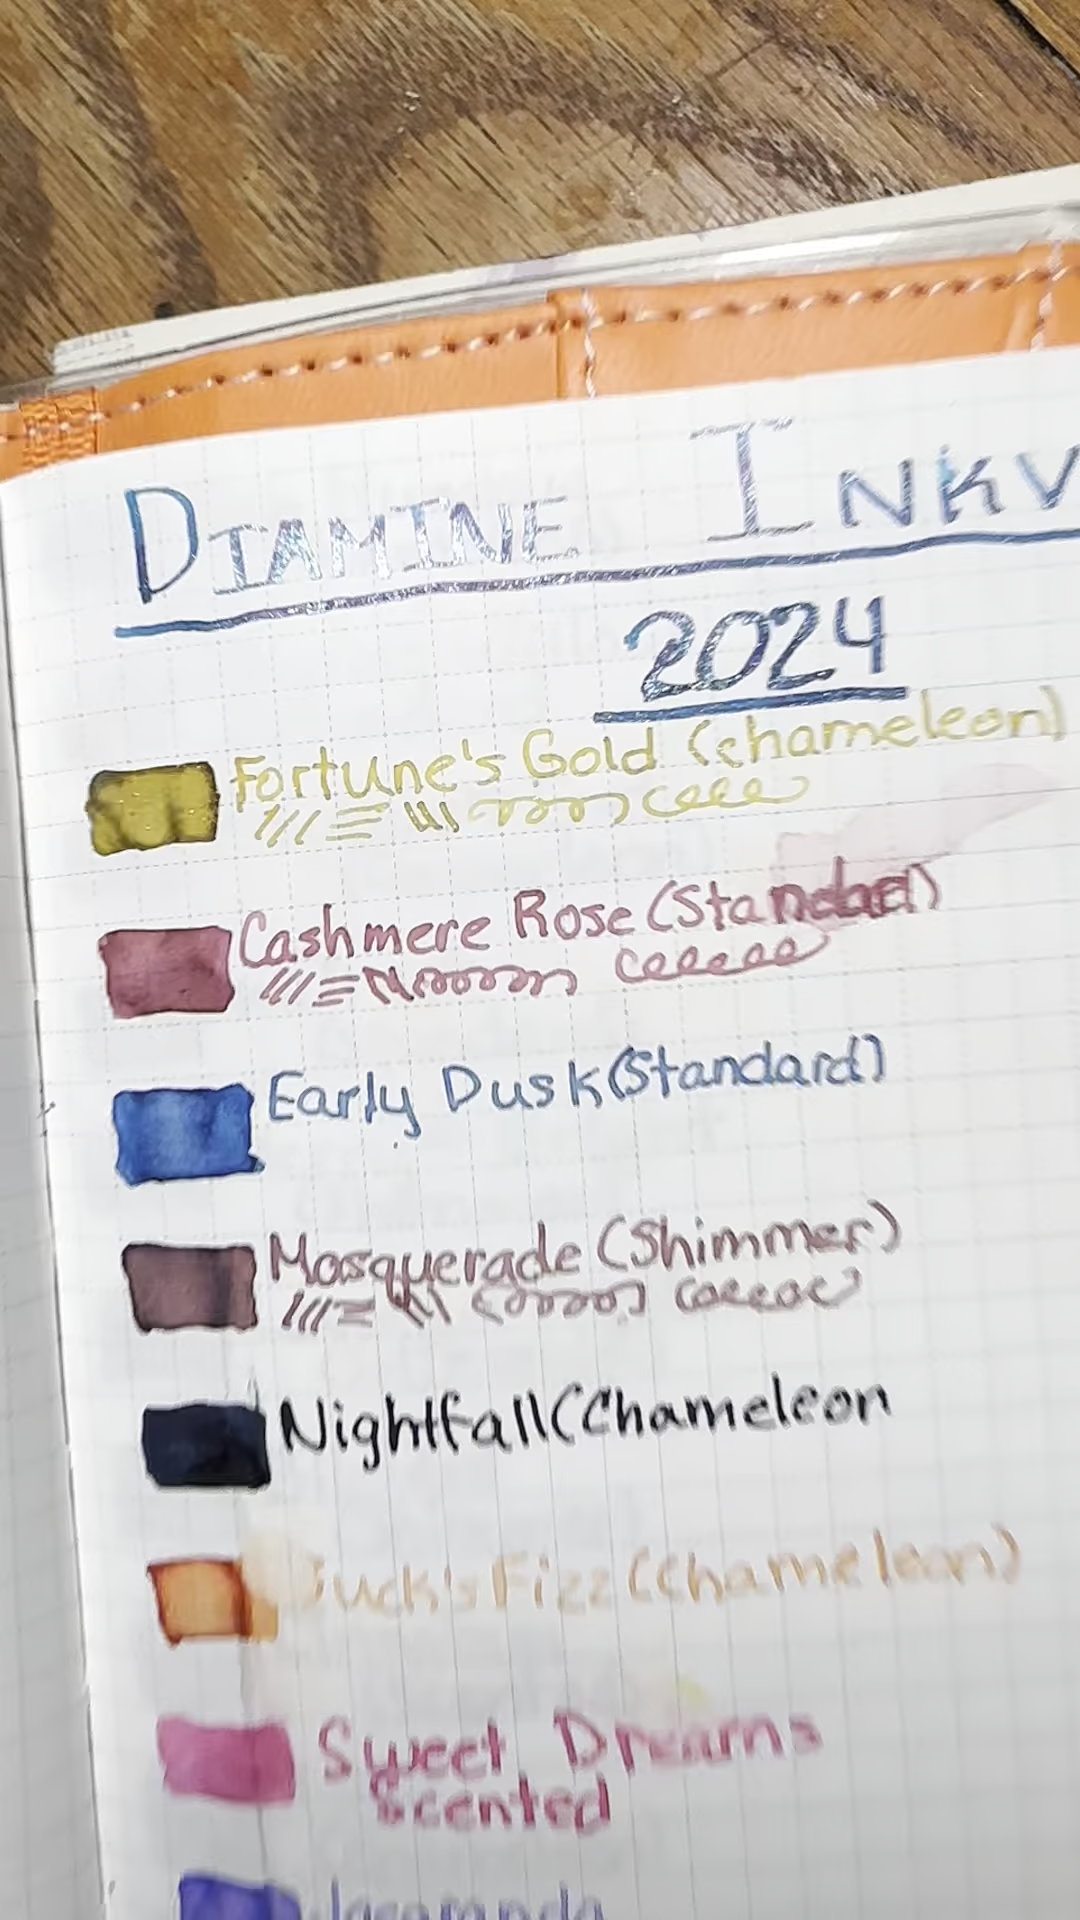 DIAMINE INKV
2024
Fortune's Gold (chameleon)
Cashmere Rose (Standard)
Early Dusk (Standard)
Masquerade (Shimmer)
Nightfall (Chameleon
Buck's Fizz (Chameleon)
Sweet Dreams
Scented